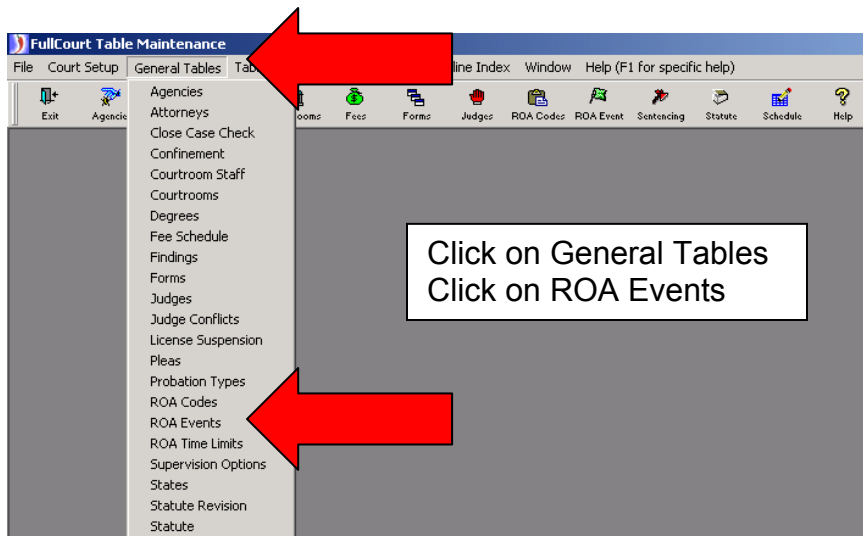 FullCourt Table Maintenance
File Court Setup General Tables Tab line Index Window Help (F1 for specific help)
Exit Agencie ooms Fees Forms Judges ROA Codes ROA Event Sentencing Statute Schedule Help
Agencies
Attorneys
Close Case Check
Confinement
Courtroom Staff
Courtrooms
Degrees
Fee Schedule
Findings
Forms
Judges
Judge Conflicts
License Suspension
Pleas
Probation Types
ROA Codes
ROA Events
ROA Time Limits
Supervision Options
States
Statute Revision
Statute
Click on General Tables
Click on ROA Events